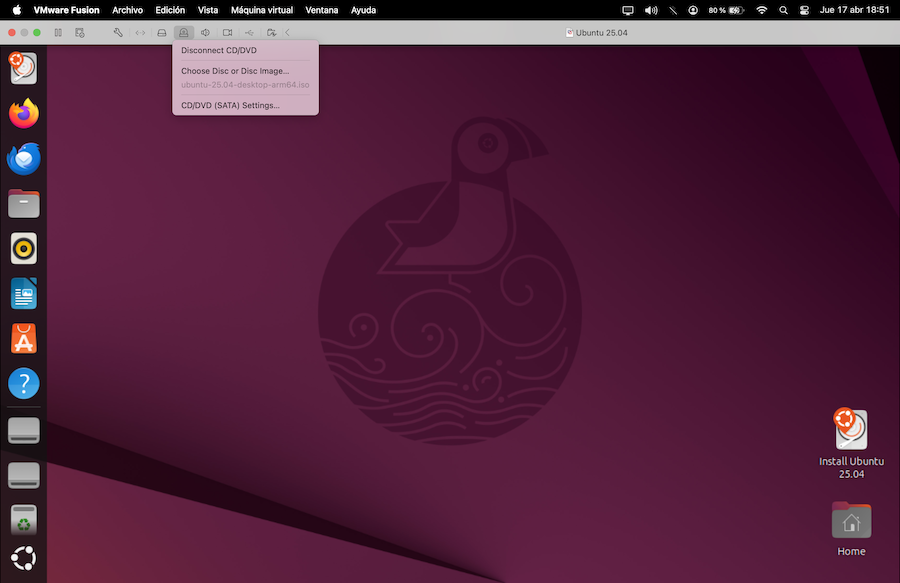 VMware Fusion Archivo Edición Vista Máquina virtual Ventana Ayuda 80 % Jue 17 abr 18:51
Ubuntu 25.04
Disconnect CD/DVD
Choose Disc or Disc Image...
ubuntu-25.04-desktop-arm64.iso
CD/DVD (SATA) Settings...
Install Ubuntu
25.04
Home